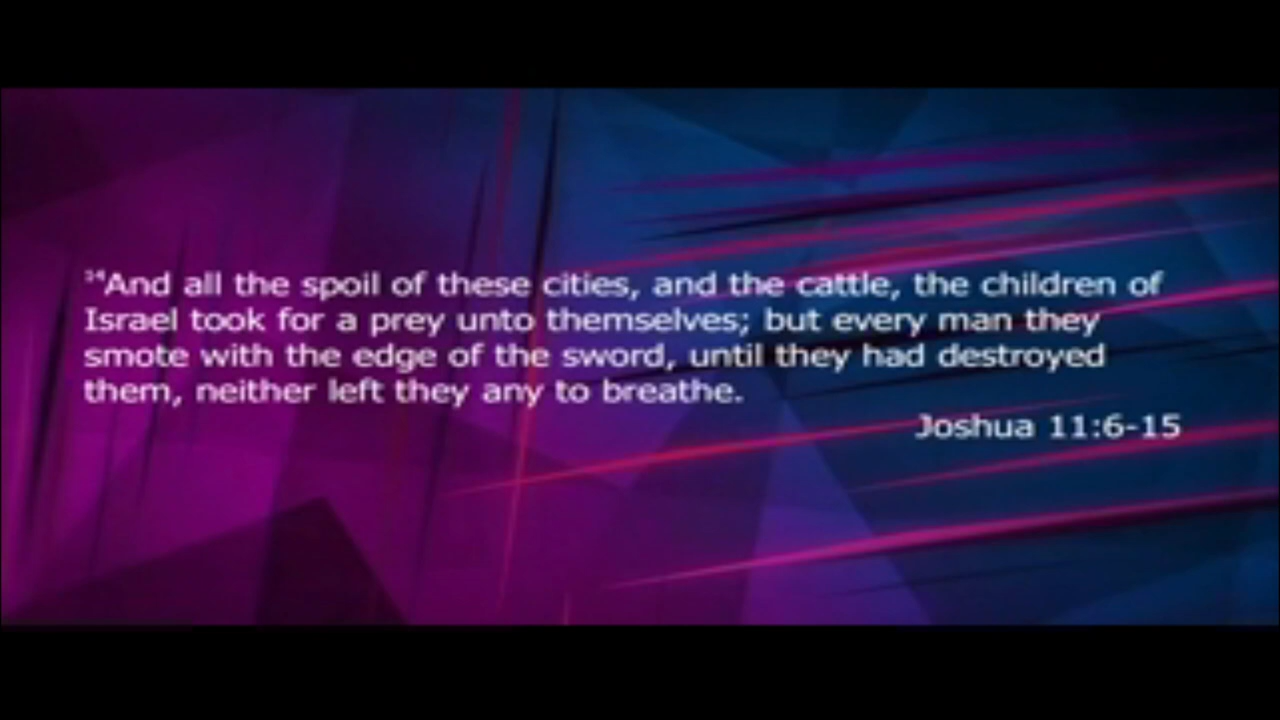 ¹⁴And all the spoil of these cities, and the cattle, the children of
Israel took for a prey unto themselves; but every man they
smote with the edge of the sword, until they had destroyed
them, neither left they any to breathe.
Joshua 11:6-15